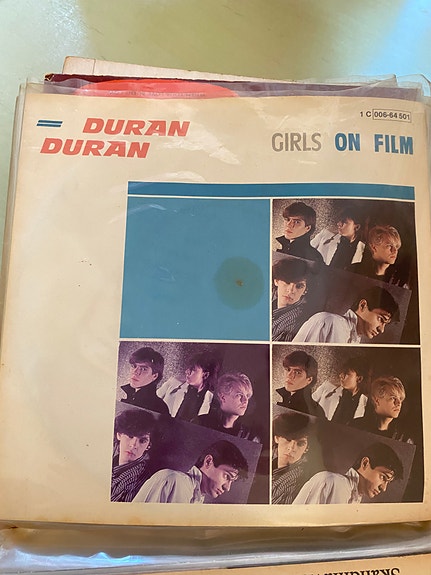 1 C 006-64 501
DURAN
DURAN
GIRLS ON FILM